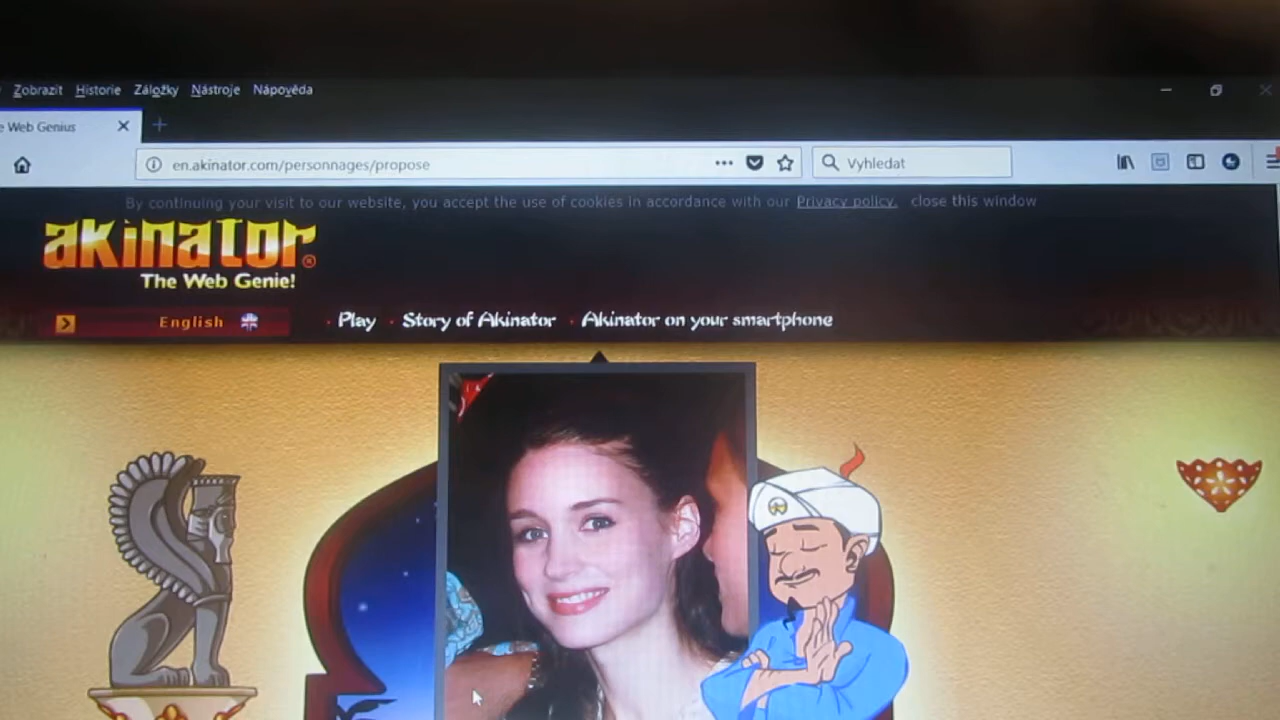 Zobrazit Historie Záložky Nástroje Nápověda
e Web Genius
en.akinator.com/personnages/propose
Vyhledat
By continuing your visit to our website, you accept the use of cookies in accordance with our Privacy policy. close this window
akinator®
The Web Genie!
English Play Story of Akinator Akinator on your smartphone